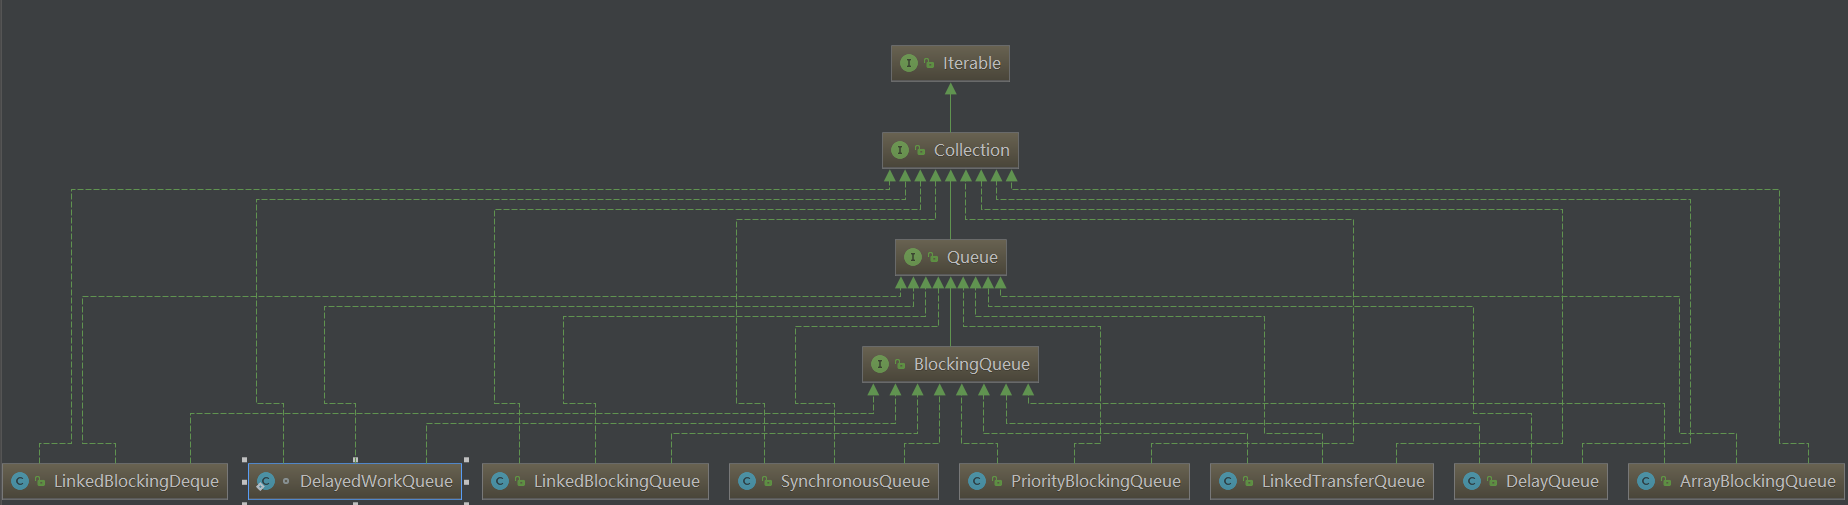 I Iterable
I Collection
I Queue
I BlockingQueue
C LinkedBlockingDeque
C DelayedWorkQueue
C LinkedBlockingQueue
C SynchronousQueue
C PriorityBlockingQueue
C LinkedTransferQueue
C DelayQueue
C ArrayBlockingQueue